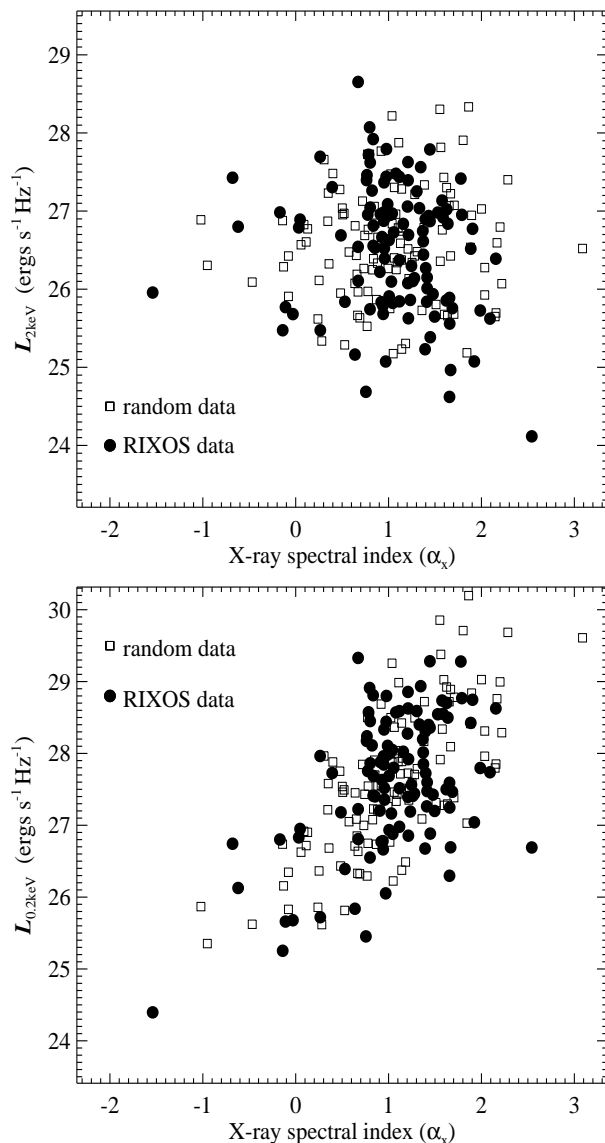 29
28
27
26
25
24
L2keV (ergs s-1 Hz-1)
random data
RIXOS data
-2 -1 0 1 2 3
X-ray spectral index (αx)
30
29
28
27
26
25
24
L0.2keV (ergs s-1 Hz-1)
random data
RIXOS data
-2 -1 0 1 2 3
X-ray spectral index (αx)